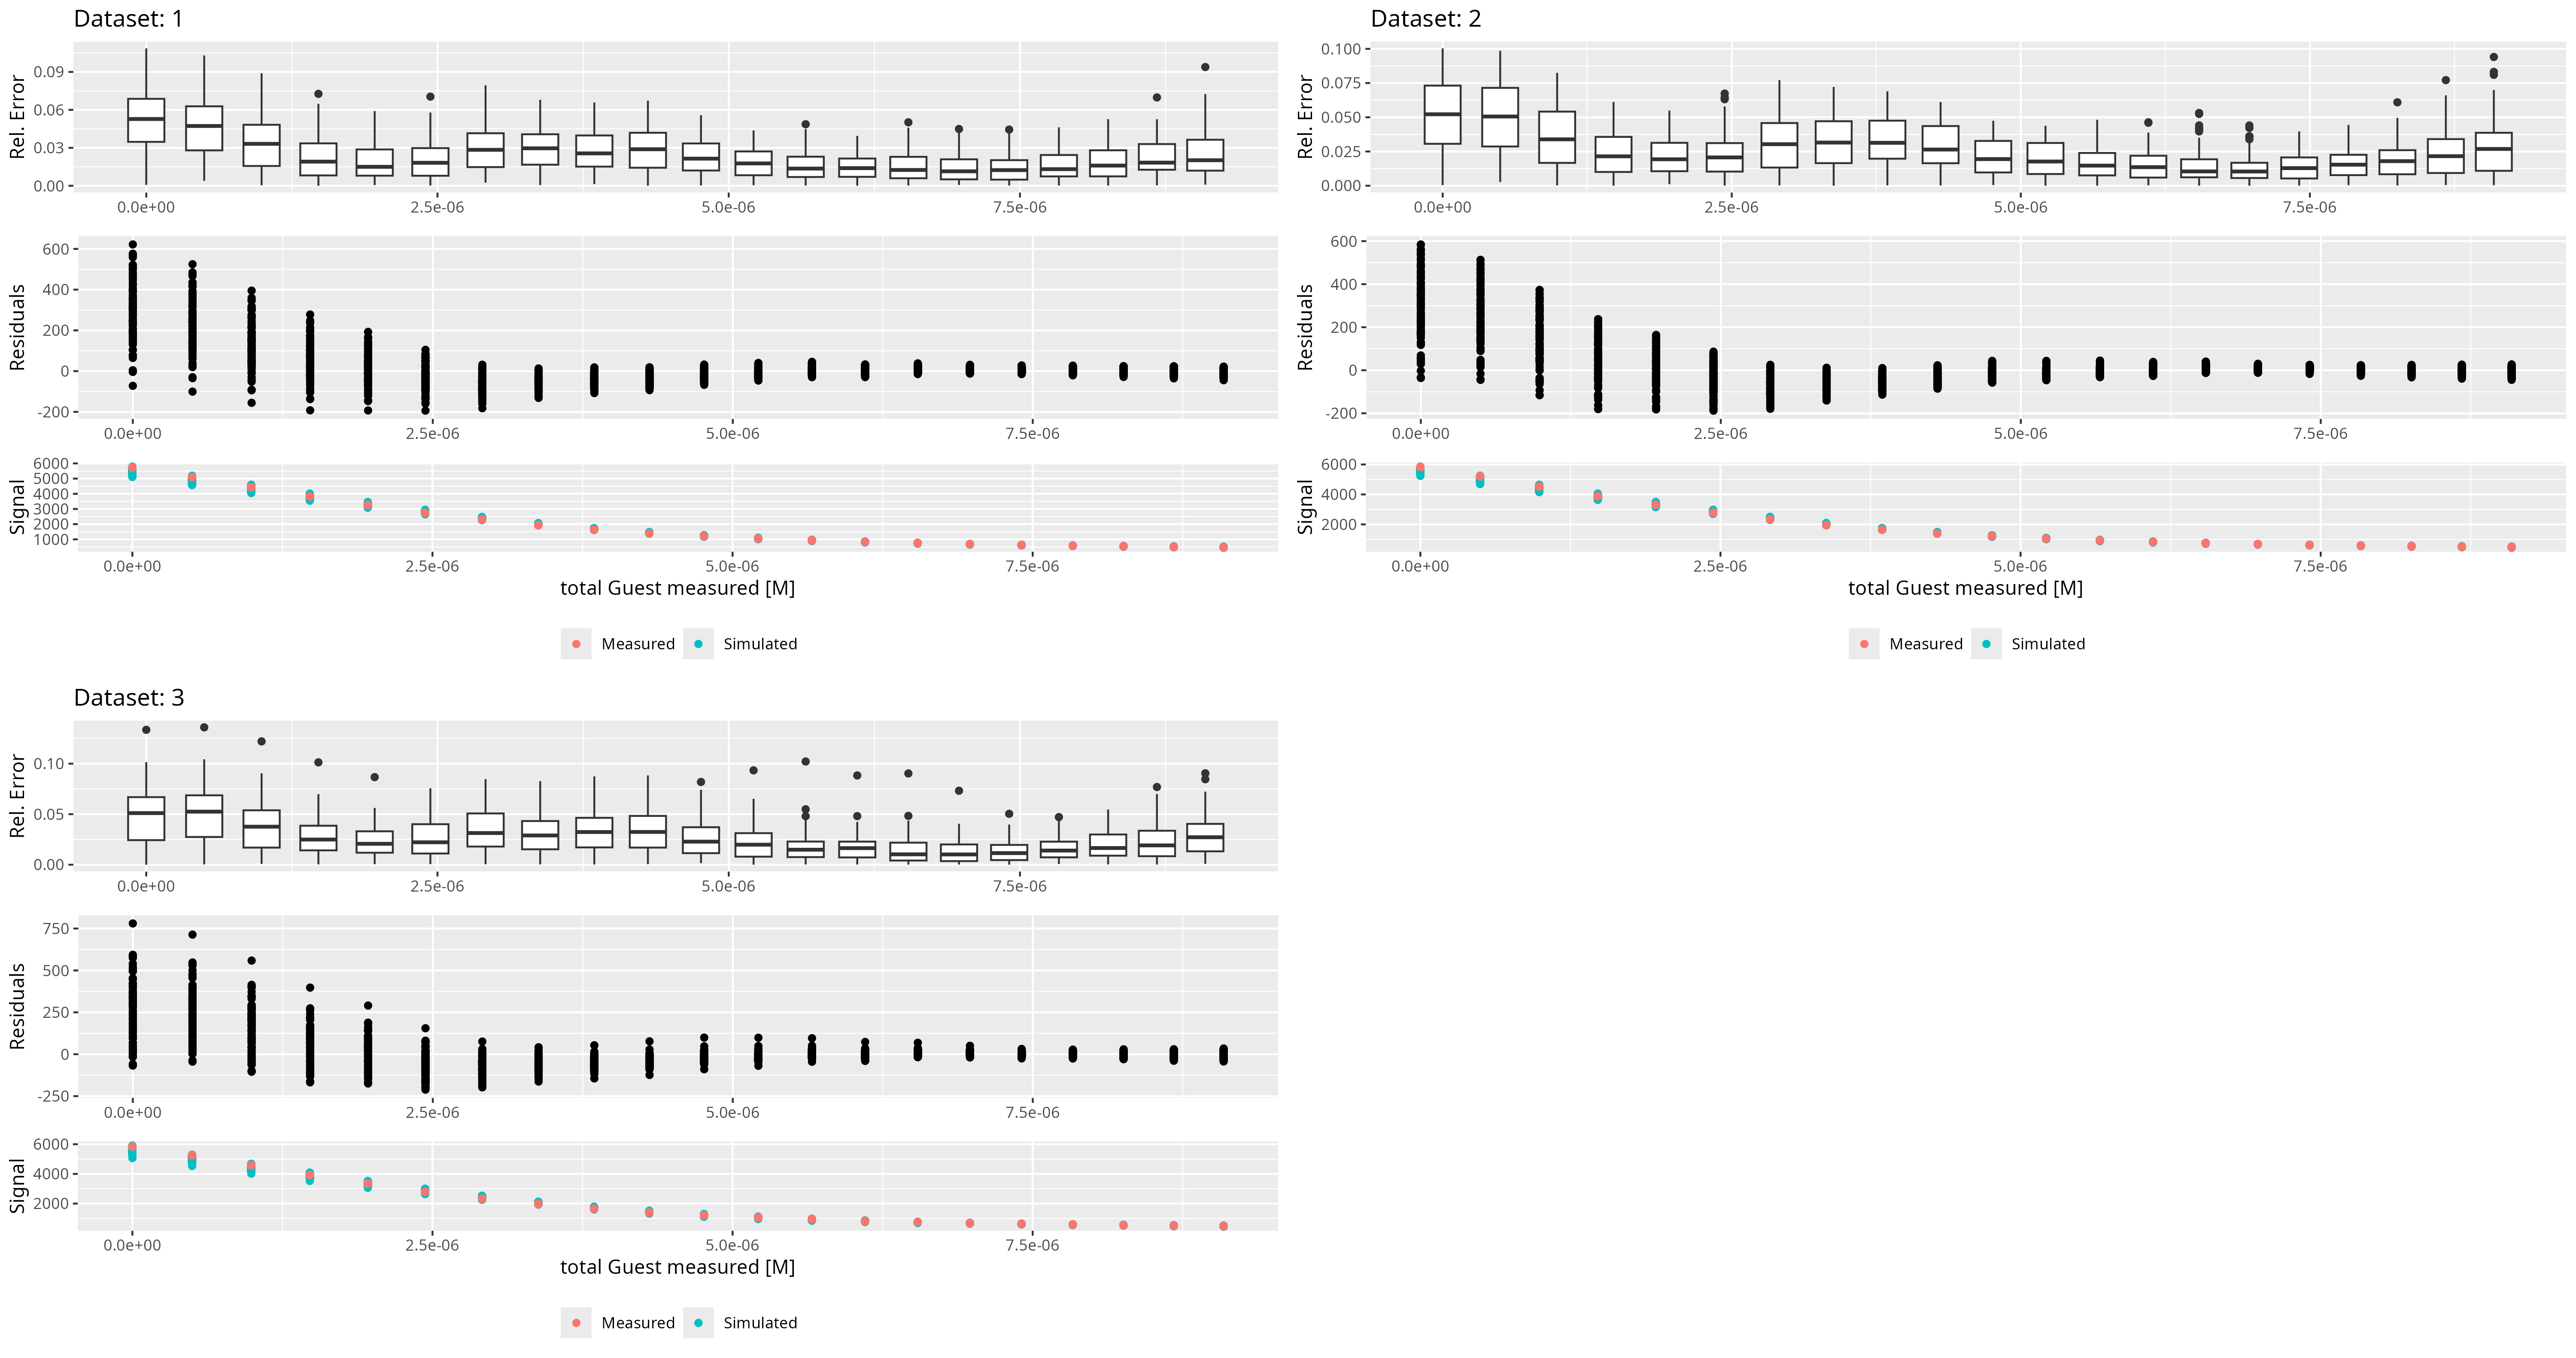 Dataset: 1
Rel. Error
0.09
0.06
0.03
0.00
0.0e+00 2.5e-06 5.0e-06 7.5e-06
Residuals
600
400
200
0
-200
0.0e+00 2.5e-06 5.0e-06 7.5e-06
Signal
6000
5000
4000
3000
2000
1000
0.0e+00 2.5e-06 5.0e-06 7.5e-06
total Guest measured [M]
Measured Simulated
Dataset: 2
Rel. Error
0.100
0.075
0.050
0.025
0.000
0.0e+00 2.5e-06 5.0e-06 7.5e-06
Residuals
600
400
200
0
-200
0.0e+00 2.5e-06 5.0e-06 7.5e-06
Signal
6000
4000
2000
0.0e+00 2.5e-06 5.0e-06 7.5e-06
total Guest measured [M]
Measured Simulated
Dataset: 3
Rel. Error
0.10
0.05
0.00
0.0e+00 2.5e-06 5.0e-06 7.5e-06
Residuals
750
500
250
0
-250
0.0e+00 2.5e-06 5.0e-06 7.5e-06
Signal
6000
4000
2000
0.0e+00 2.5e-06 5.0e-06 7.5e-06
total Guest measured [M]
Measured Simulated